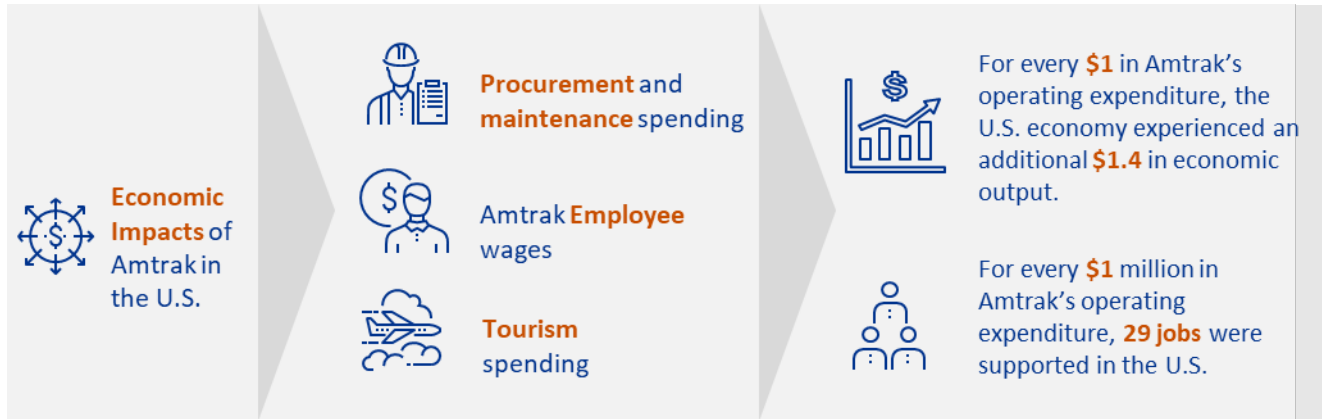 Economic
Impacts of
Amtrak in
the U.S.
Procurement and
maintenance spending
Amtrak Employee
wages
Tourism
spending
For every $1 in Amtrak's
operating expenditure, the
U.S. economy experienced an
additional $1.4 in economic
output.
For every $1 million in
Amtrak's operating
expenditure, 29 jobs were
supported in the U.S.